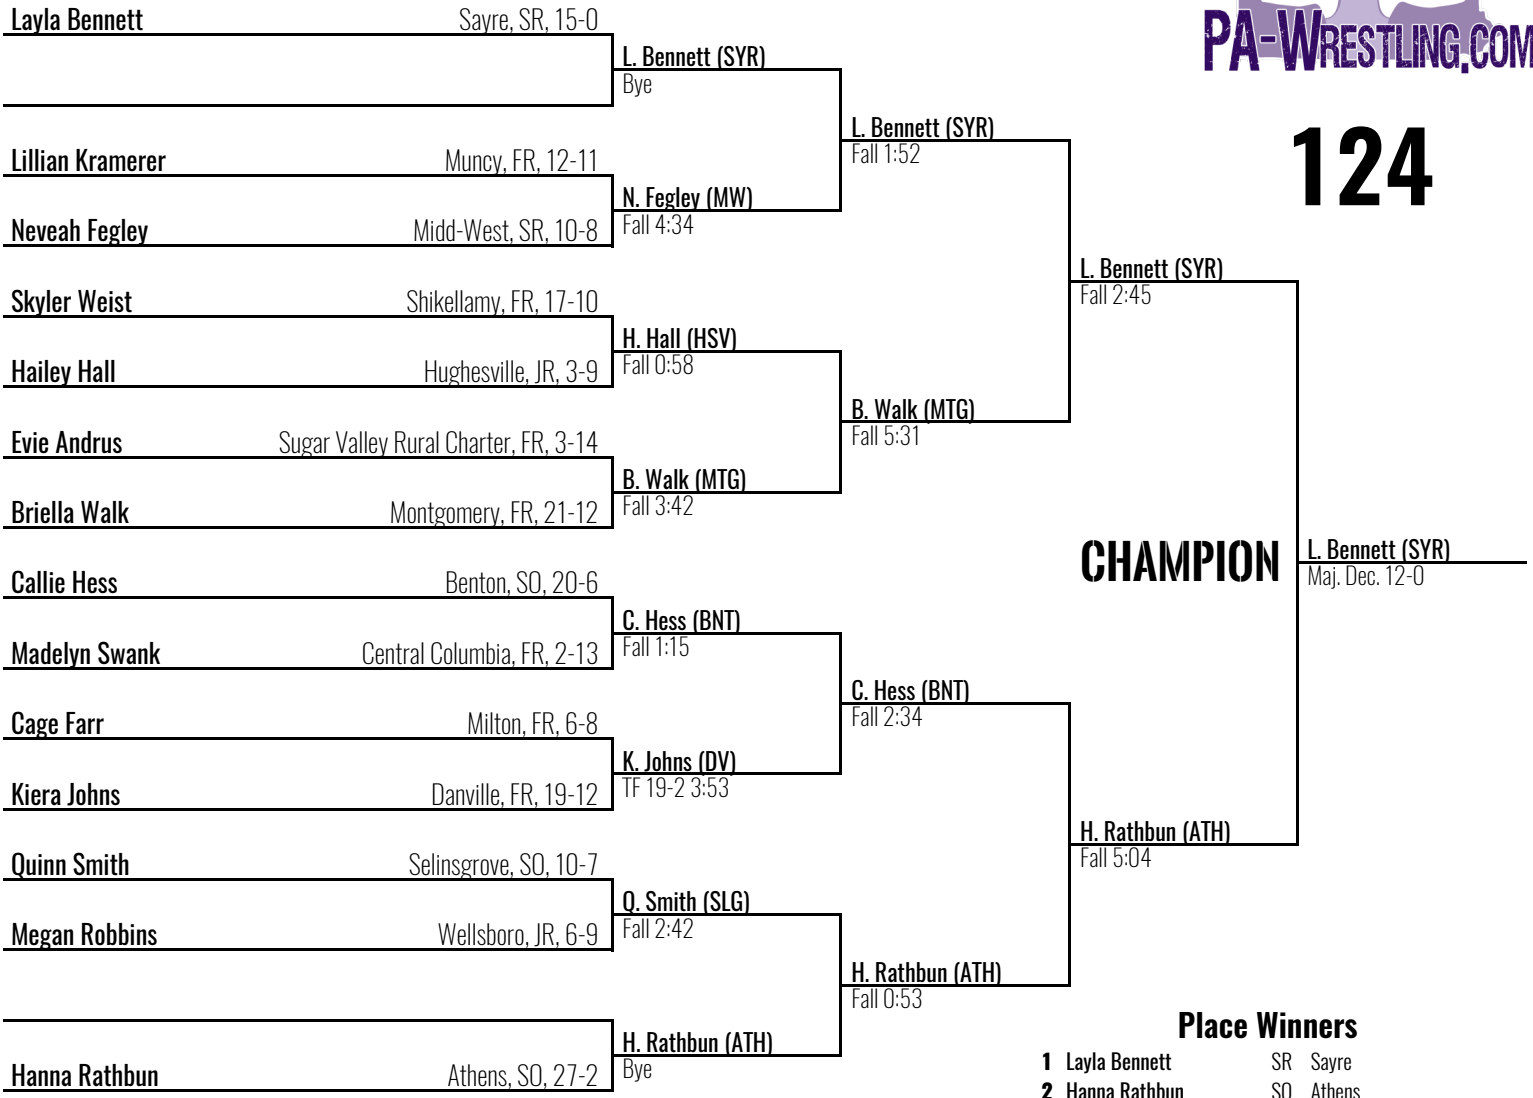 PA-WRESTLING.COM
124
Layla Bennett Sayre, SR, 15-0
L. Bennett (SYR)
Bye
L. Bennett (SYR)
Fall 1:52
Lillian Kramerer Muncy, FR, 12-11
N. Fegley (MW)
Fall 4:34
Neveah Fegley Midd-West, SR, 10-8
L. Bennett (SYR)
Fall 2:45
Skyler Weist Shikellamy, FR, 17-10
H. Hall (HSV)
Fall 0:58
Hailey Hall Hughesville, JR, 3-9
B. Walk (MTG)
Fall 5:31
Evie Andrus Sugar Valley Rural Charter, FR, 3-14
B. Walk (MTG)
Fall 3:42
Briella Walk Montgomery, FR, 21-12
CHAMPION
L. Bennett (SYR)
Maj. Dec. 12-0
Callie Hess Benton, SO, 20-6
C. Hess (BNT)
Fall 1:15
Madelyn Swank Central Columbia, FR, 2-13
C. Hess (BNT)
Fall 2:34
Cage Farr Milton, FR, 6-8
K. Johns (DV)
TF 19-2 3:53
Kiera Johns Danville, FR, 19-12
H. Rathbun (ATH)
Fall 5:04
Quinn Smith Selinsgrove, SO, 10-7
Q. Smith (SLG)
Fall 2:42
Megan Robbins Wellsboro, JR, 6-9
H. Rathbun (ATH)
Fall 0:53
H. Rathbun (ATH)
Bye
Hanna Rathbun Athens, SO, 27-2
Place Winners
1 Layla Bennett SR Sayre
2 Hanna Rathbun SO Athens